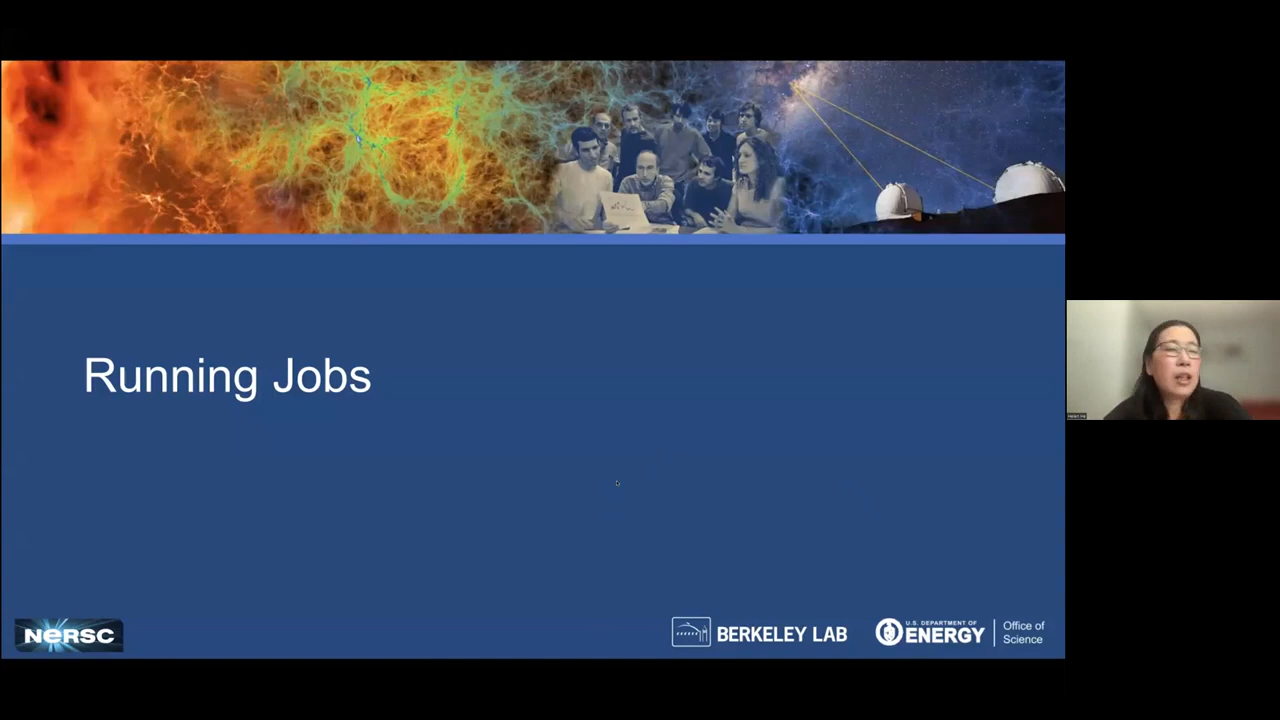 Running Jobs
NERSC
BERKELEY LAB
U.S. DEPARTMENT OF
ENERGY
Office of
Science